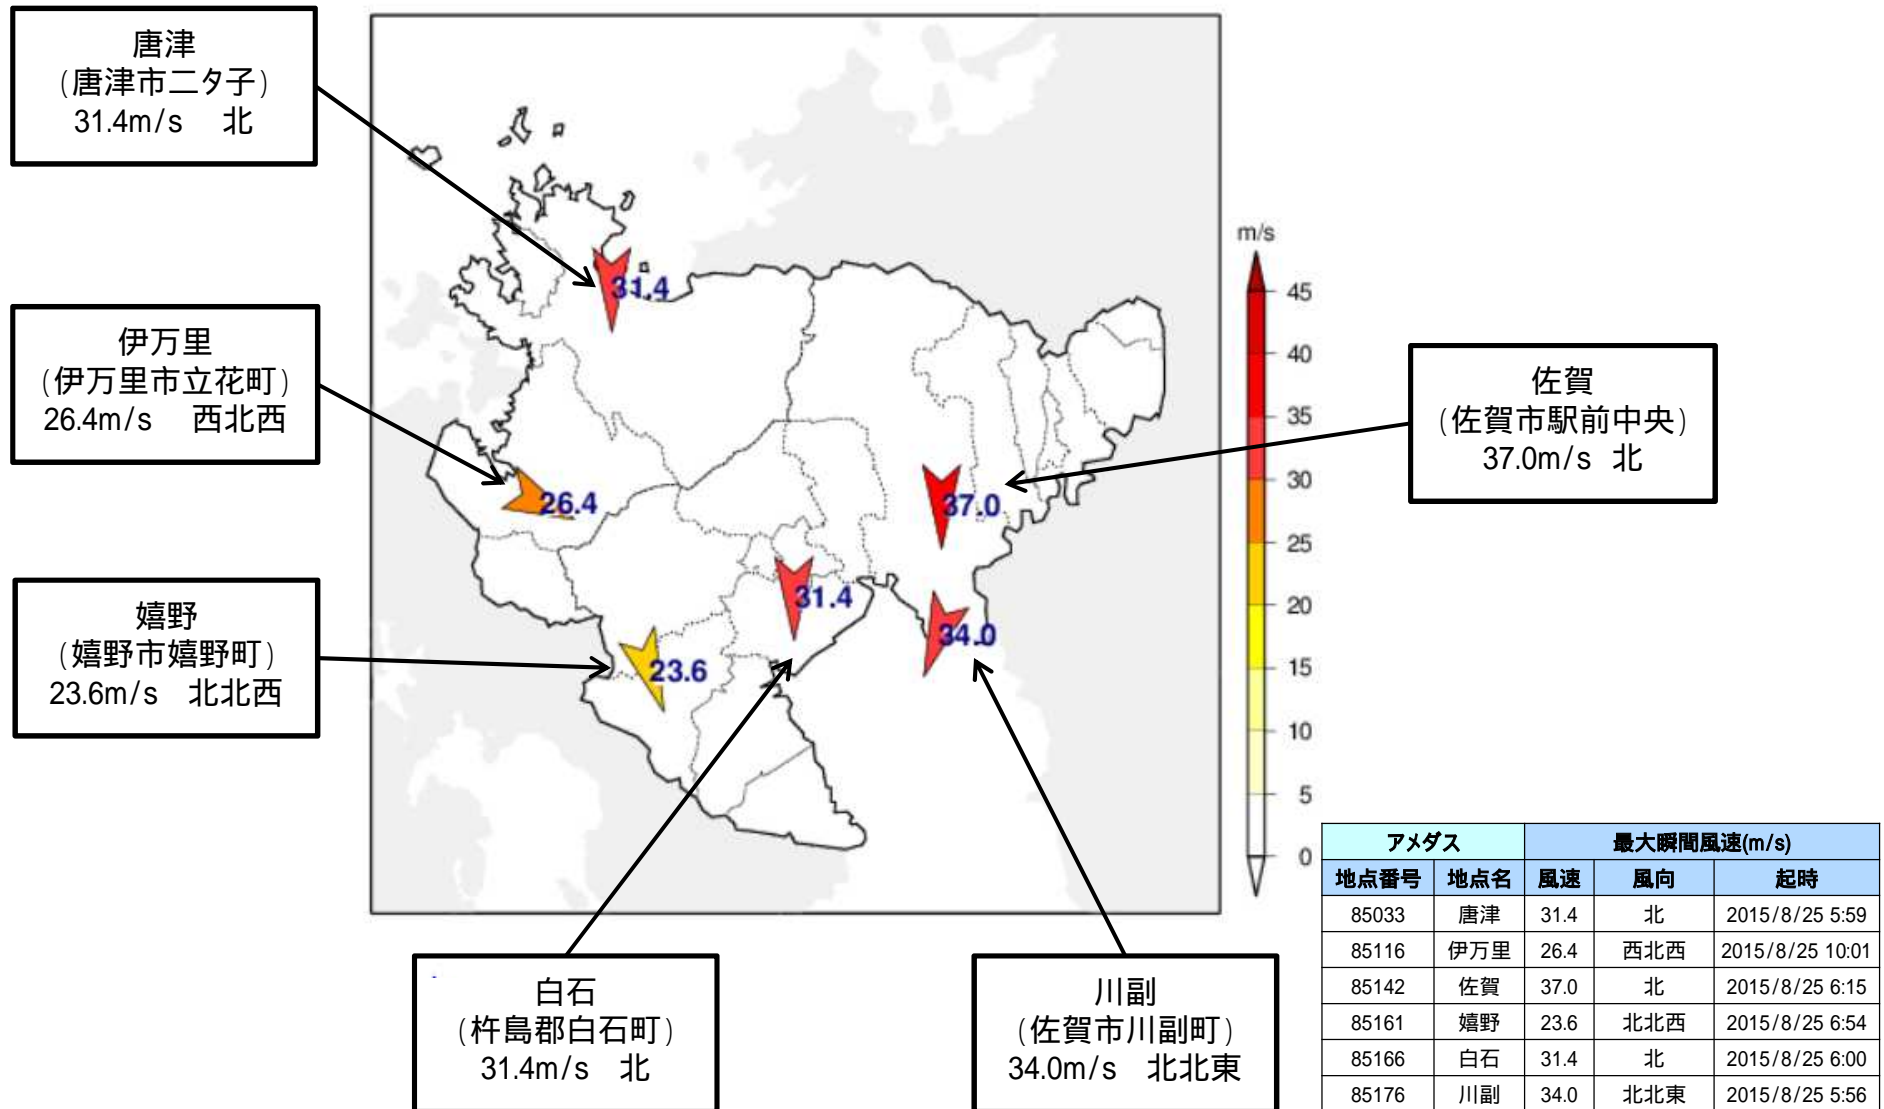 唐津
(唐津市二タ子)
31.4m/s 北
伊万里
(伊万里市立花町)
26.4m/s 西北西
嬉野
(嬉野市嬉野町)
23.6m/s 北北西
31.4
26.4
37.0
31.4
34.0
23.6
m/s
45
40
35
30
25
20
15
10
5
0
佐賀
(佐賀市駅前中央)
37.0m/s 北
白石
(杵島郡白石町)
31.4m/s 北
川副
(佐賀市川副町)
34.0m/s 北北東
アメダス 最大瞬間風速(m/s)
地点番号 地点名 風速 風向 起時
85033 唐津 31.4 北 2015/8/25 5:59
85116 伊万里 26.4 西北西 2015/8/25 10:01
85142 佐賀 37.0 北 2015/8/25 6:15
85161 嬉野 23.6 北北西 2015/8/25 6:54
85166 白石 31.4 北 2015/8/25 6:00
85176 川副 34.0 北北東 2015/8/25 5:56